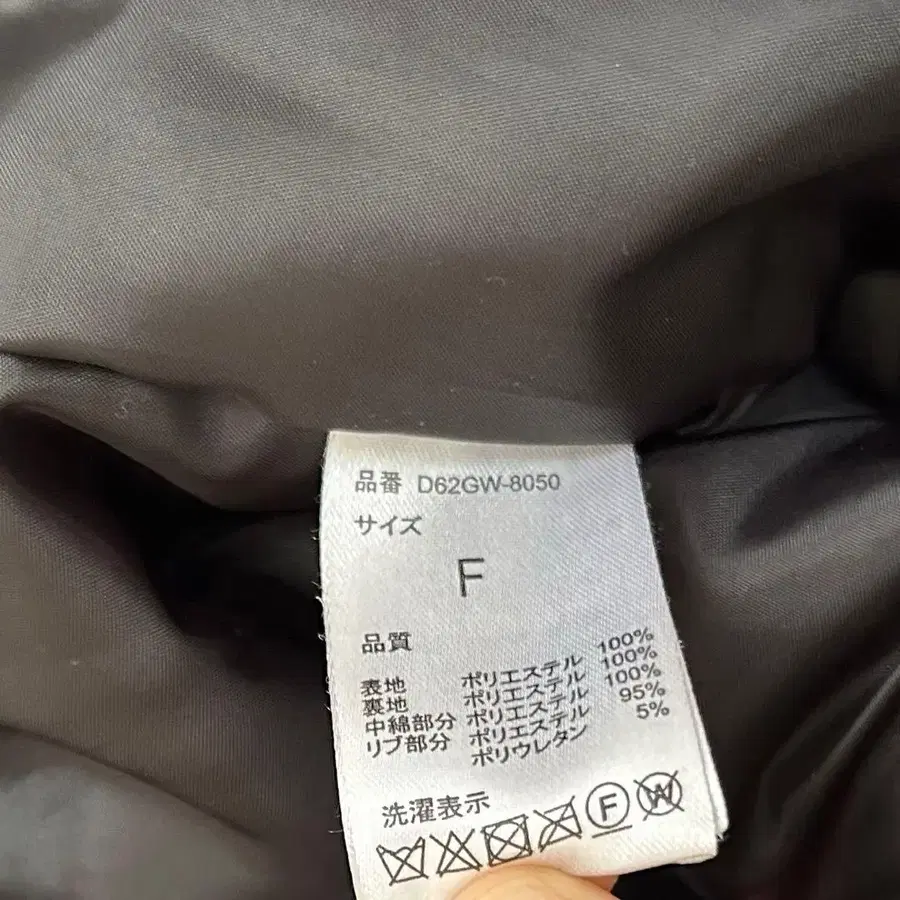 品番 D62GW-8050
サイズ
F
品質
表地 ポリエステル 100%
裏地 ポリエステル 100%
中綿部分 ポリエステル 100%
リブ部分 ポリエステル 95%
ポリウレタン 5%
洗濯表示
F W